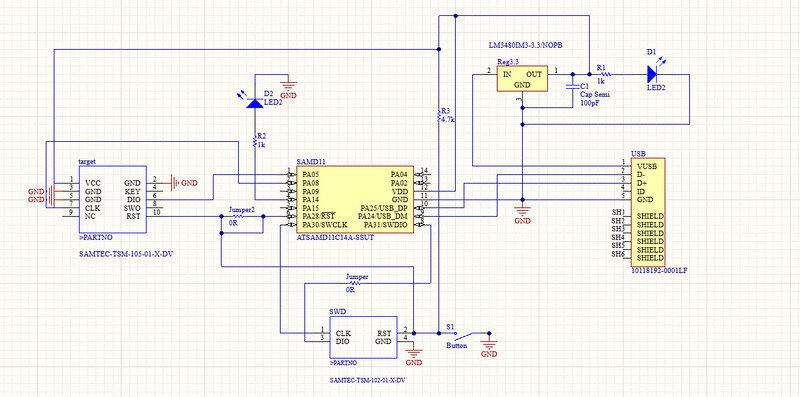 LM3480IM3-3.3/NOPB
D1
Reg3.3
2 IN OUT 1
GND
3
R1
1k
LED2
C1
Cap Semi
100pF
GND
D2
LED2
R3
4.7k
R2
1k
target
1 VCC GND 2 GND
GND 3 GND KEY 4
GND 5 GND DIO 6
7 CLK SWO 8
9 NC RST 10
>PARTNO
SAMTEC-TSM-105-01-X-DV
Jumper2
0R
SAMD11
1 PA05 PA04 14
PA08 PA02 13
PA09 VDD 12
PA14 GND 11
PA15 PA25/USB_DP 10
PA28/RST PA24/USB_DM 9
PA30/SWCLK PA31/SWDIO 8
ATSAMD11C14A-SSUT
USB
1 VUSB
2 D-
3 D+
4 ID
5 GND
SH1 SHIELD
SH2 SHIELD
SH3 SHIELD
SH4 SHIELD
SH5 SHIELD
SH6 SHIELD
10118192-0001LF
GND
Jumper
0R
SWD
1 CLK RST 2
3 DIO GND 4
>PARTNO
SAMTEC-TSM-102-01-X-DV
GND
S1
Button
GND